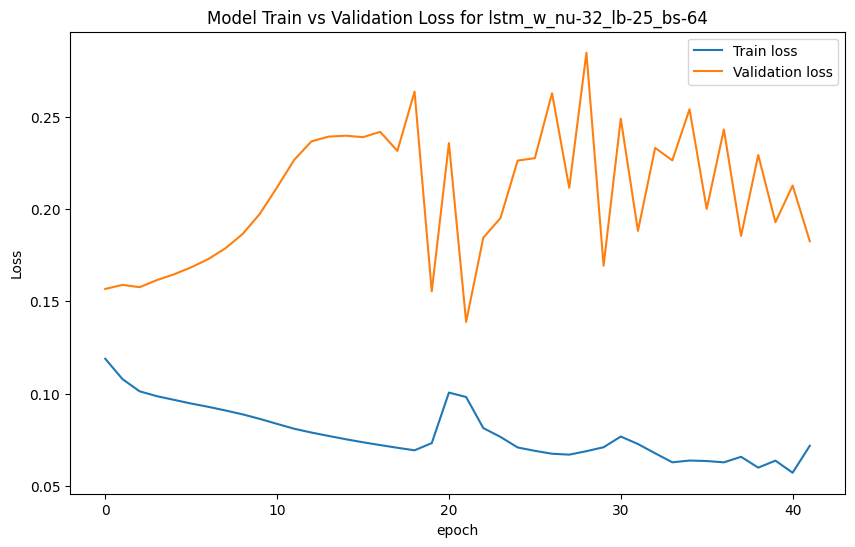 Model Train vs Validation Loss for lstm_w_nu-32_lb-25_bs-64
Train loss
Validation loss
Loss
0.25
0.20
0.15
0.10
0.05
0
10
20
30
40
epoch